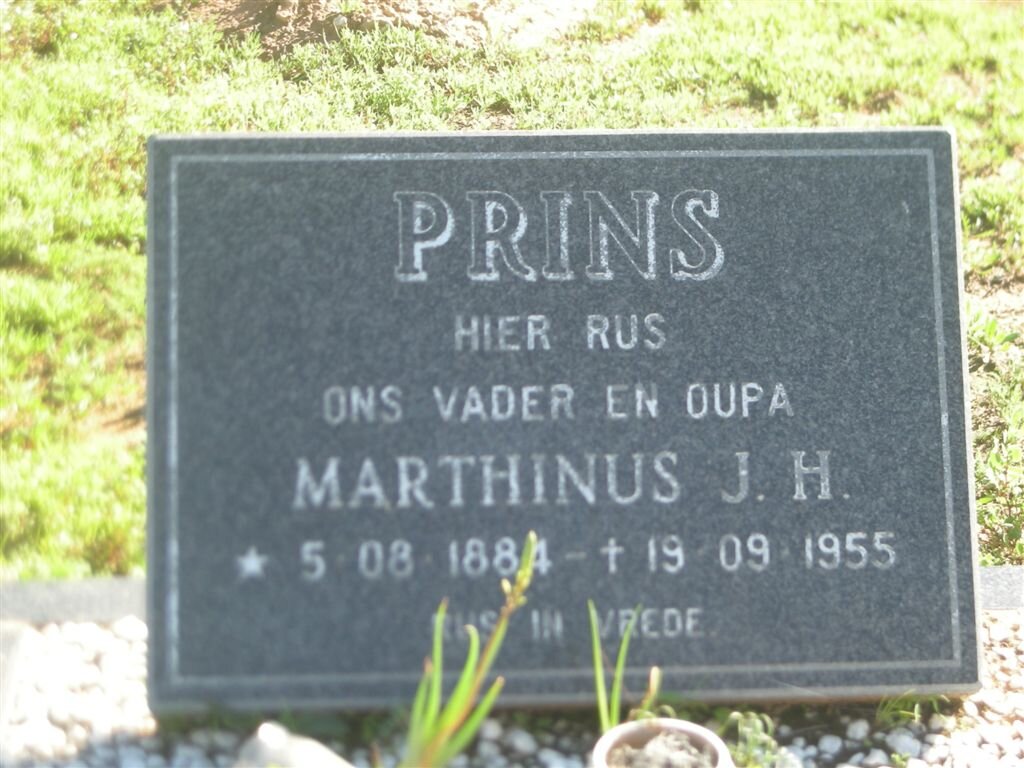 PRINS
HIER RUS
ONS VADER EN OUPA
MARTHINUS J. H.
★ 5·08·1884 – † 19·09·1955
RUS IN VREDE.